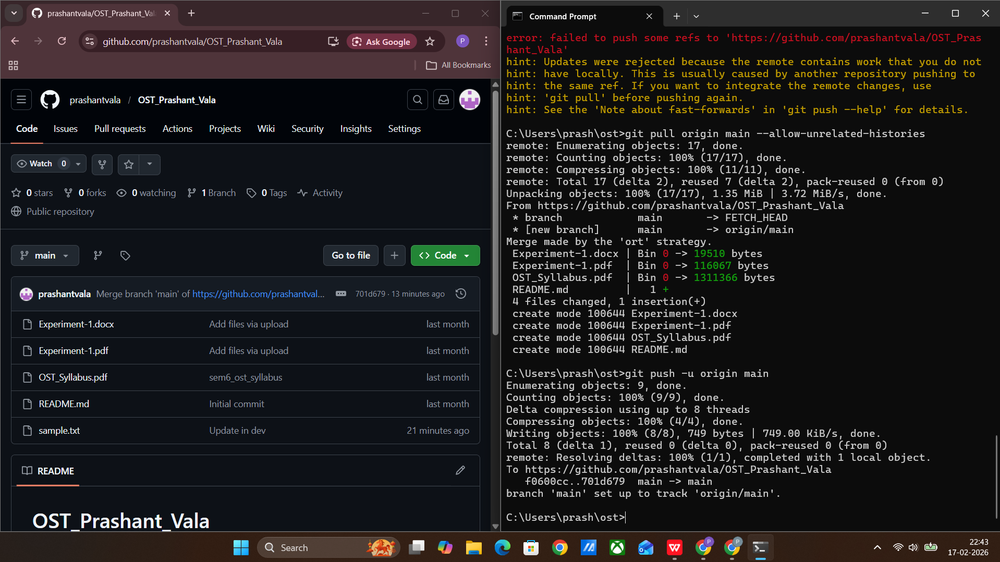 prashantvala/OST_Prashant_Val
github.com/prashantvala/OST_Prashant_Vala
Ask Google
P
All Bookmarks
prashantvala / OST_Prashant_Vala
Code Issues Pull requests Actions Projects Wiki Security Insights Settings
Watch 0
0 stars 0 forks 0 watching 1 Branch 0 Tags Activity
Public repository
main Go to file Code
prashantvala Merge branch 'main' of https://github.com/prashantval... 701d679 · 13 minutes ago
Experiment-1.docx Add files via upload last month
Experiment-1.pdf Add files via upload last month
OST_Syllabus.pdf sem6_ost_syllabus last month
README.md Initial commit last month
sample.txt Update in dev 21 minutes ago
README
OST_Prashant_Vala
Command Prompt
error: failed to push some refs to 'https://github.com/prashantvala/OST_Pras
hant_Vala'
hint: Updates were rejected because the remote contains work that you do not
hint: have locally. This is usually caused by another repository pushing to
hint: the same ref. If you want to integrate the remote changes, use
hint: 'git pull' before pushing again.
hint: See the 'Note about fast-forwards' in 'git push --help' for details.
C:\Users\prash\ost>git pull origin main --allow-unrelated-histories
remote: Enumerating objects: 17, done.
remote: Counting objects: 100% (17/17), done.
remote: Compressing objects: 100% (11/11), done.
remote: Total 17 (delta 2), reused 7 (delta 2), pack-reused 0 (from 0)
Unpacking objects: 100% (17/17), 1.35 MiB | 3.72 MiB/s, done.
From https://github.com/prashantvala/OST_Prashant_Vala
* branch main -> FETCH_HEAD
* [new branch] main -> origin/main
Merge made by the 'ort' strategy.
Experiment-1.docx | Bin 0 -> 19510 bytes
Experiment-1.pdf | Bin 0 -> 116067 bytes
OST_Syllabus.pdf | Bin 0 -> 1311366 bytes
README.md | 1 +
4 files changed, 1 insertion(+)
create mode 100644 Experiment-1.docx
create mode 100644 Experiment-1.pdf
create mode 100644 OST_Syllabus.pdf
create mode 100644 README.md
C:\Users\prash\ost>git push -u origin main
Enumerating objects: 9, done.
Counting objects: 100% (9/9), done.
Delta compression using up to 8 threads
Compressing objects: 100% (4/4), done.
Writing objects: 100% (8/8), 749 bytes | 749.00 KiB/s, done.
Total 8 (delta 1), reused 0 (delta 0), pack-reused 0 (from 0)
remote: Resolving deltas: 100% (1/1), completed with 1 local object.
To https://github.com/prashantvala/OST_Prashant_Vala
f0600cc..701d679 main -> main
branch 'main' set up to track 'origin/main'.
C:\Users\prash\ost>
Search
P
P
22:43
17-02-2026